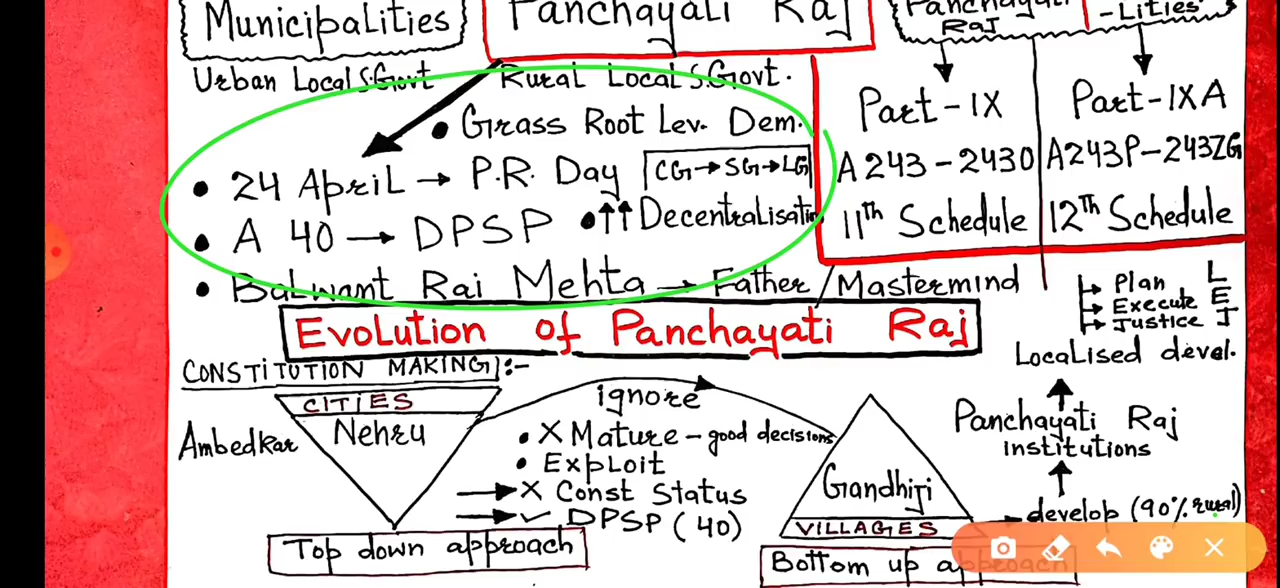 Municipalities
Panchayati Raj
Panchayati Raj
-Lities
Urban Local S.Govt
Rural Local S.Govt.
• Grass Root Lev. Dem.
• 24 April → P.R. Day
CG→SG→LG
• A 40 → DPSP
•↑↑ Decentralisatin
• Balwant Rai Mehta → Father / Mastermind
Part-IX
A 243 - 243O
11th Schedule
Part-IXA
A243P-243ZG
12th Schedule
Plan L
Execute E
Justice J
Localised devel.
Panchayati Raj
institutions
develop (90% rural)
Evolution of Panchayati Raj
CONSTITUTION MAKING:-
CITIES
Ambedkar
Nehru
Top down approach
ignore
• X Mature - good decisions
• Exploit
→ X Const Status
→ ✓ DPSP (40)
Gandhiji
VILLAGES
Bottom up approach